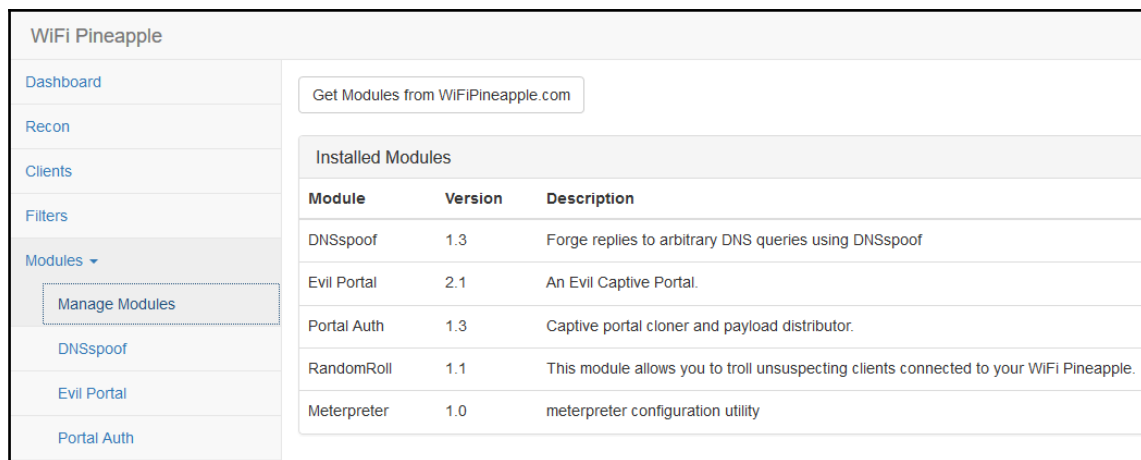 WiFi Pineapple
Dashboard
Recon
Clients
Filters
Modules
Manage Modules
DNSspoof
Evil Portal
Portal Auth
Get Modules from WiFiPineapple.com
Installed Modules
Module Version Description
DNSspoof 1.3 Forge replies to arbitrary DNS queries using DNSspoof
Evil Portal 2.1 An Evil Captive Portal.
Portal Auth 1.3 Captive portal cloner and payload distributor.
RandomRoll 1.1 This module allows you to troll unsuspecting clients connected to your WiFi Pineapple.
Meterpreter 1.0 meterpreter configuration utility